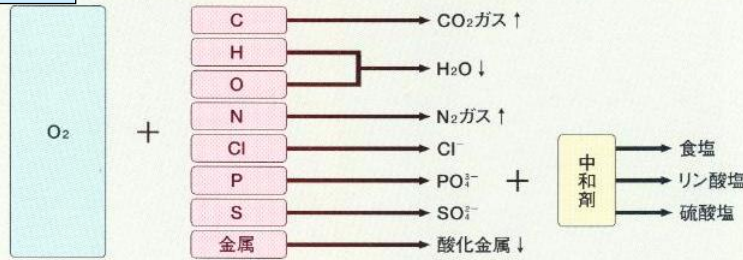 O₂
+
C
H
O
N
Cl
P
S
金属
CO₂ガス↑
H₂O↓
N₂ガス↑
Cl⁻
PO₄³⁻
SO₄²⁻
酸化金属↓
+
中和剤
食塩
リン酸塩
硫酸塩